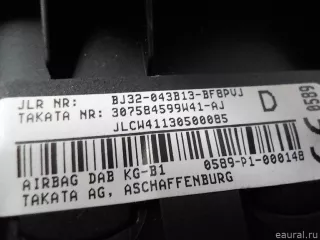 JLR NR: BJ32-043B13-BF8PVJ
TAKATA NR: 307584599W41-AJ
D
JLCW41130500085
0589
AIRBAG DAB KG-B1
0589-P1-000148
TAKATA AG, ASCHAFFENBURG
eaural.ru